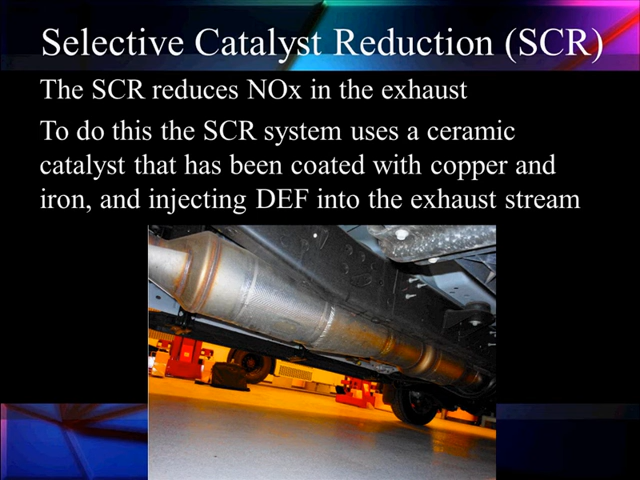 Selective Catalyst Reduction (SCR)
The SCR reduces NOx in the exhaust
To do this the SCR system uses a ceramic
catalyst that has been coated with copper and
iron, and injecting DEF into the exhaust stream